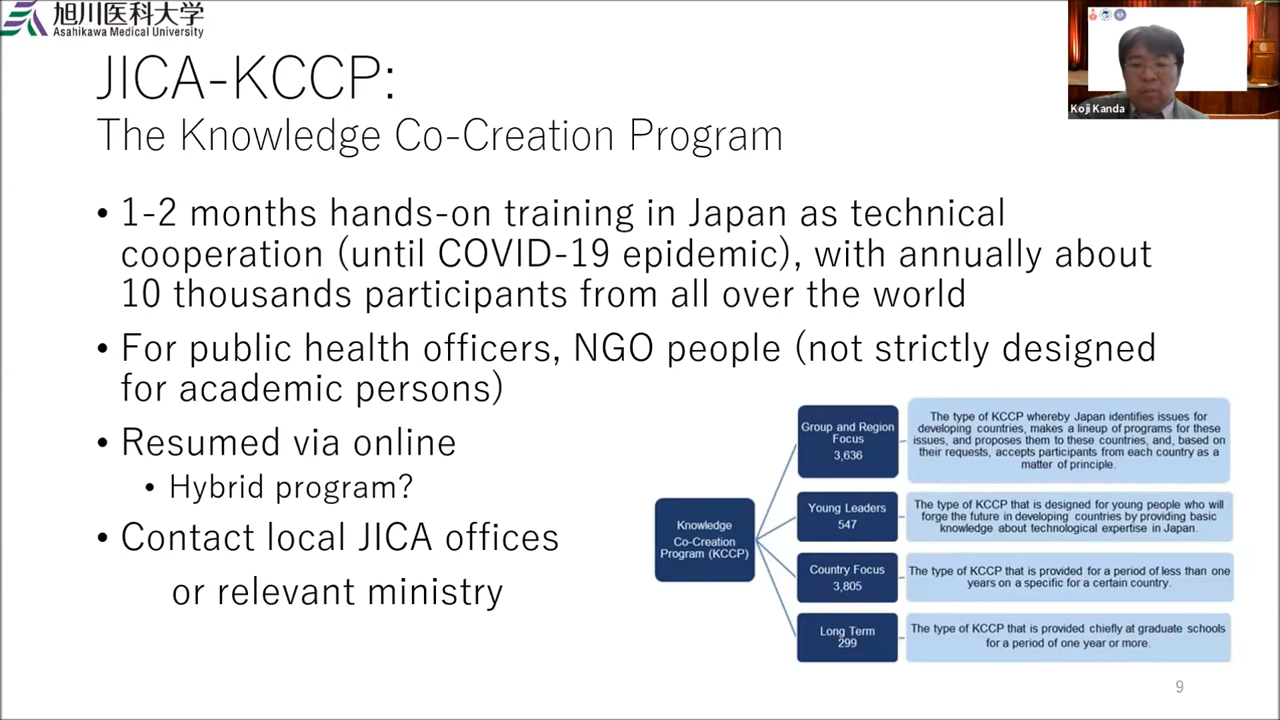 旭川医科大学
Asahikawa Medical University
JICA-KCCP:
The Knowledge Co-Creation Program
Koji Kanda
• 1-2 months hands-on training in Japan as technical
cooperation (until COVID-19 epidemic), with annually about
10 thousands participants from all over the world
• For public health officers, NGO people (not strictly designed
for academic persons)
• Resumed via online
• Hybrid program?
• Contact local JICA offices
or relevant ministry
Knowledge
Co-Creation
Program (KCCP)
Group and Region
Focus
3,636
The type of KCCP whereby Japan identifies issues for
developing countries, makes a lineup of programs for these
issues, and proposes them to these countries, and, based on
their requests, accepts participants from each country as a
matter of principle.
Young Leaders
547
The type of KCCP that is designed for young people who will
forge the future in developing countries by providing basic
knowledge about technological expertise in Japan.
Country Focus
3,805
The type of KCCP that is provided for a period of less than one
years on a specific for a certain country.
Long Term
299
The type of KCCP that is provided chiefly at graduate schools
for a period of one year or more.
9